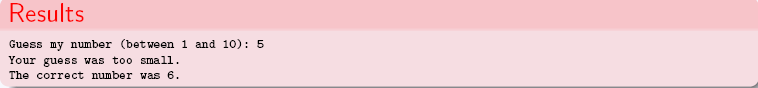 Results
Guess my number (between 1 and 10): 5
Your guess was too small.
The correct number was 6.